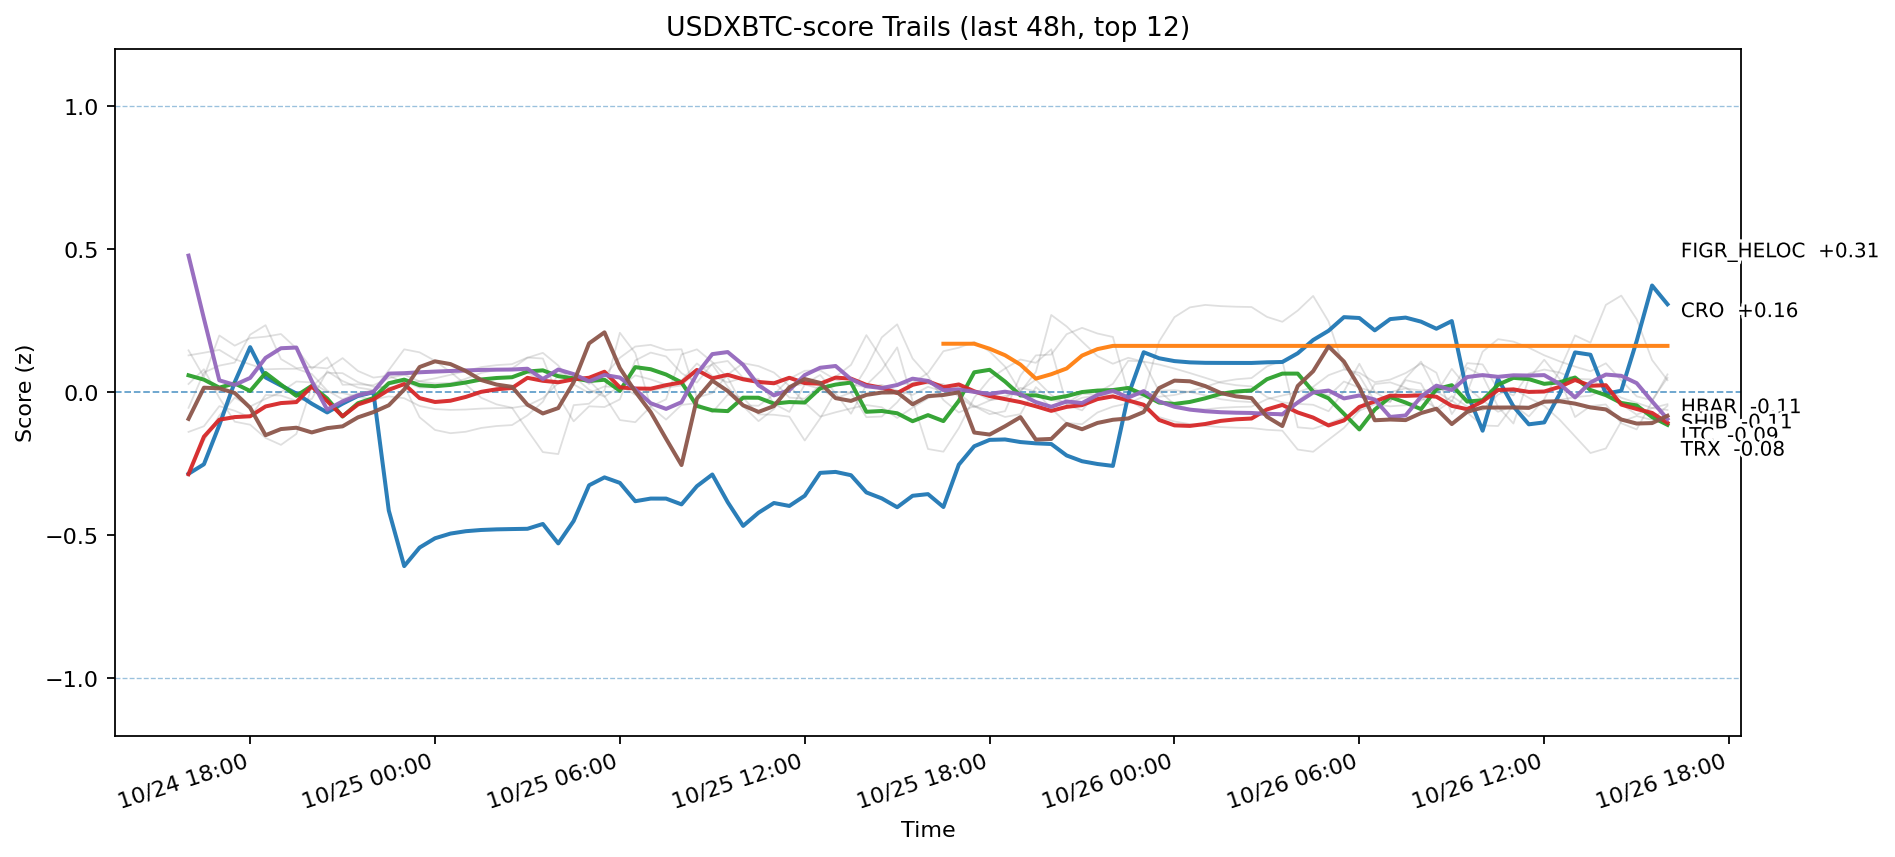 USDXBTC-score Trails (last 48h, top 12)
Score (z)
1.0
0.5
0.0
−0.5
−1.0
FIGR_HELOC +0.31
CRO +0.16
HBAR -0.11
SHIB -0.11
LTC -0.09
TRX -0.08
10/24 18:00
10/25 00:00
10/25 06:00
10/25 12:00
10/25 18:00
10/26 00:00
10/26 06:00
10/26 12:00
10/26 18:00
Time